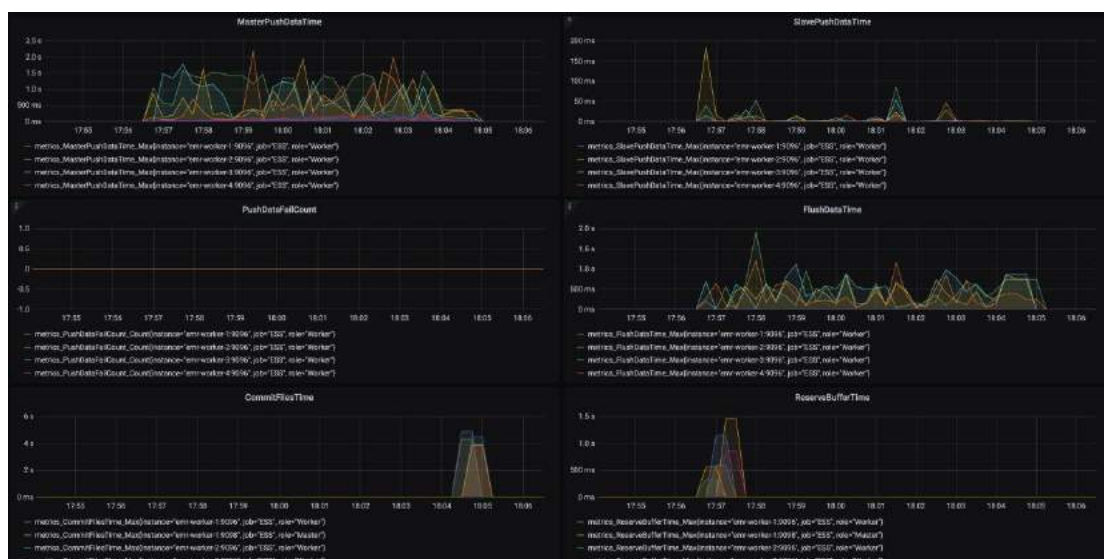 MasterPushDataTime
2.5 s
2.0 s
1.5 s
1.0 s
500 ms
0 ms
17:55 17:56 17:57 17:58 17:59 18:00 18:01 18:02 18:03 18:04 18:05 18:06
metrics_MasterPushDataTime_Max{instance="emr-worker-1:9096", job="ESS", role="Worker"}
metrics_MasterPushDataTime_Max{instance="emr-worker-2:9096", job="ESS", role="Worker"}
metrics_MasterPushDataTime_Max{instance="emr-worker-3:9096", job="ESS", role="Worker"}
metrics_MasterPushDataTime_Max{instance="emr-worker-4:9096", job="ESS", role="Worker"}
SlavePushDataTime
200 ms
150 ms
100 ms
50 ms
0 ms
17:55 17:56 17:57 17:58 17:59 18:00 18:01 18:02 18:03 18:04 18:05 18:06
metrics_SlavePushDataTime_Max{instance="emr-worker-1:9096", job="ESS", role="Worker"}
metrics_SlavePushDataTime_Max{instance="emr-worker-2:9096", job="ESS", role="Worker"}
metrics_SlavePushDataTime_Max{instance="emr-worker-3:9096", job="ESS", role="Worker"}
metrics_SlavePushDataTime_Max{instance="emr-worker-4:9096", job="ESS", role="Worker"}
PushDataFailCount
1.0
0.5
0
-0.5
-1.0
17:55 17:56 17:57 17:58 17:59 18:00 18:01 18:02 18:03 18:04 18:05 18:06
metrics_PushDataFailCount_Count{instance="emr-worker-1:9096", job="ESS", role="Worker"}
metrics_PushDataFailCount_Count{instance="emr-worker-2:9096", job="ESS", role="Worker"}
metrics_PushDataFailCount_Count{instance="emr-worker-3:9096", job="ESS", role="Worker"}
metrics_PushDataFailCount_Count{instance="emr-worker-4:9096", job="ESS", role="Worker"}
FlushDataTime
2.0 s
1.5 s
1.0 s
500 ms
0 ms
17:55 17:56 17:57 17:58 17:59 18:00 18:01 18:02 18:03 18:04 18:05 18:06
metrics_FlushDataTime_Max{instance="emr-worker-1:9096", job="ESS", role="Worker"}
metrics_FlushDataTime_Max{instance="emr-worker-2:9096", job="ESS", role="Worker"}
metrics_FlushDataTime_Max{instance="emr-worker-3:9096", job="ESS", role="Worker"}
metrics_FlushDataTime_Max{instance="emr-worker-4:9096", job="ESS", role="Worker"}
CommitFilesTime
6 s
4 s
2 s
0 ms
17:55 17:56 17:57 17:58 17:59 18:00 18:01 18:02 18:03 18:04 18:05 18:06
metrics_CommitFilesTime_Max{instance="emr-worker-1:9096", job="ESS", role="Worker"}
metrics_CommitFilesTime_Max{instance="emr-worker-1:9098", job="ESS", role="Master"}
metrics_CommitFilesTime_Max{instance="emr-worker-2:9096", job="ESS", role="Worker"}
ReserveBufferTime
1.5 s
1.0 s
500 ms
0 ms
17:55 17:56 17:57 17:58 17:59 18:00 18:01 18:02 18:03 18:04 18:05 18:06
metrics_ReserveBufferTime_Max{instance="emr-worker-1:9096", job="ESS", role="Worker"}
metrics_ReserveBufferTime_Max{instance="emr-worker-1:9098", job="ESS", role="Master"}
metrics_ReserveBufferTime_Max{instance="emr-worker-2:9096", job="ESS", role="Worker"}